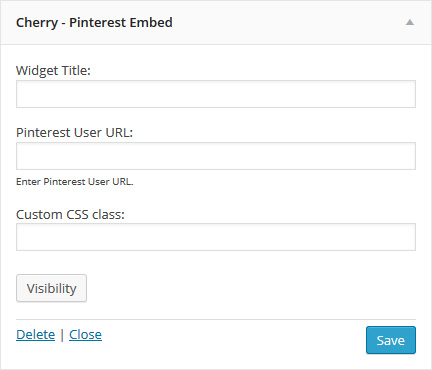 Cherry - Pinterest Embed
Widget Title:
Pinterest User URL:
Enter Pinterest User URL.
Custom CSS class:
Visibility
Delete | Close
Save